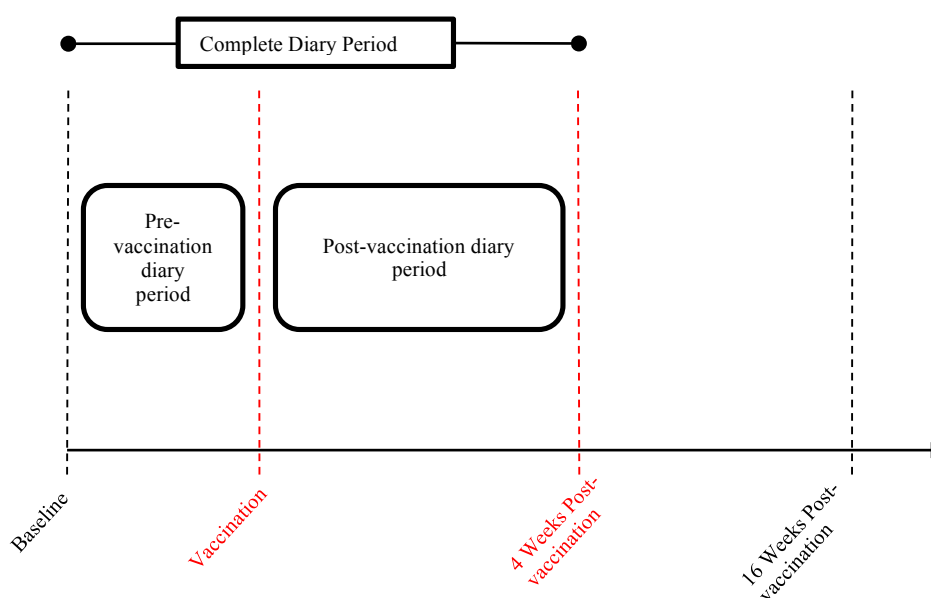 Complete Diary Period
Pre-
vaccination
diary
period
Post-vaccination diary
period
Baseline
Vaccination
4 Weeks Post-
vaccination
16 Weeks Post-
vaccination